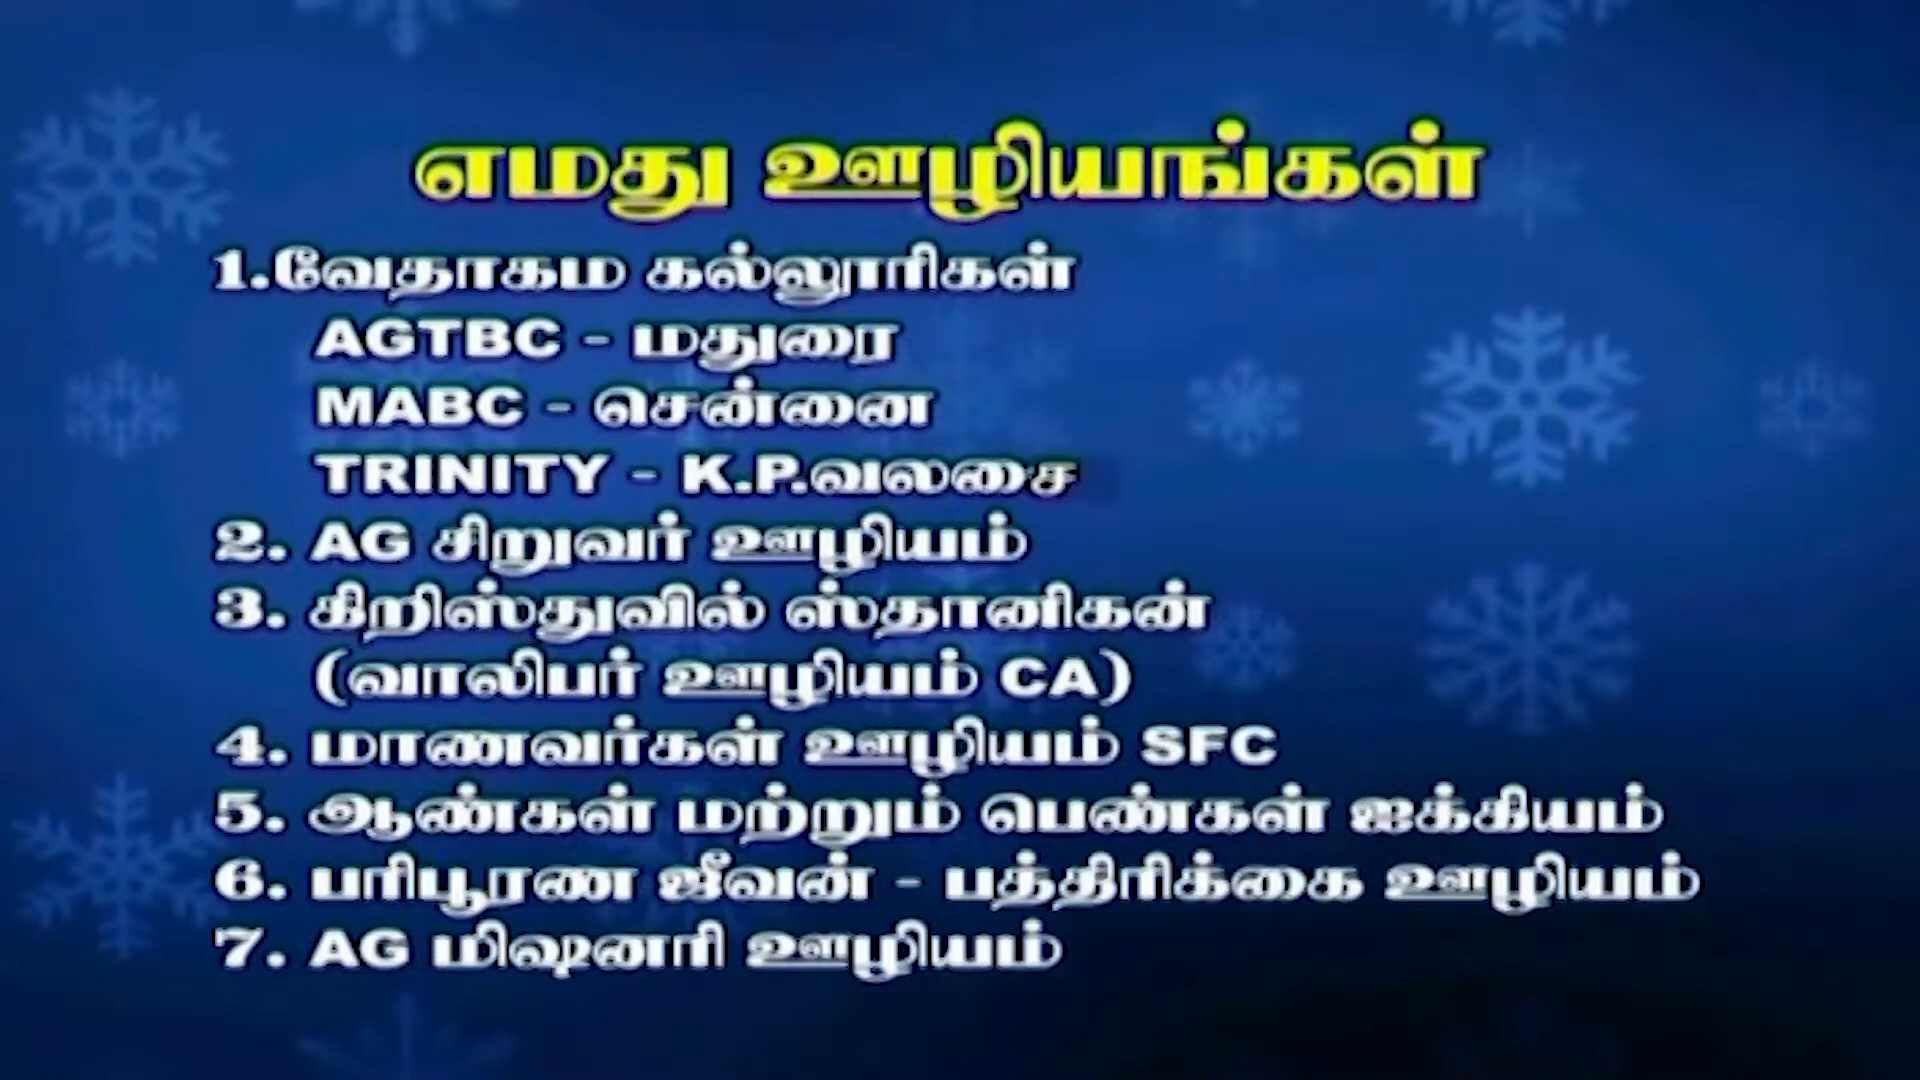 எமது ஊழியங்கள்
1.வேதாகம கல்லூரிகள்
AGTBC - மதுரை
MABC - சென்னை
TRINITY - K.P.வலசை
2. AG சிறுவர் ஊழியம்
3. கிறிஸ்துவில் ஸ்தானிகன்
(வாலிபர் ஊழியம் CA)
4. மாணவர்கள் ஊழியம் SFC
5. ஆண்கள் மற்றும் பெண்கள் ஐக்கியம்
6. பரிபூரண ஜீவன் - பத்திரிக்கை ஊழியம்
7. AG மிஷனரி ஊழியம்